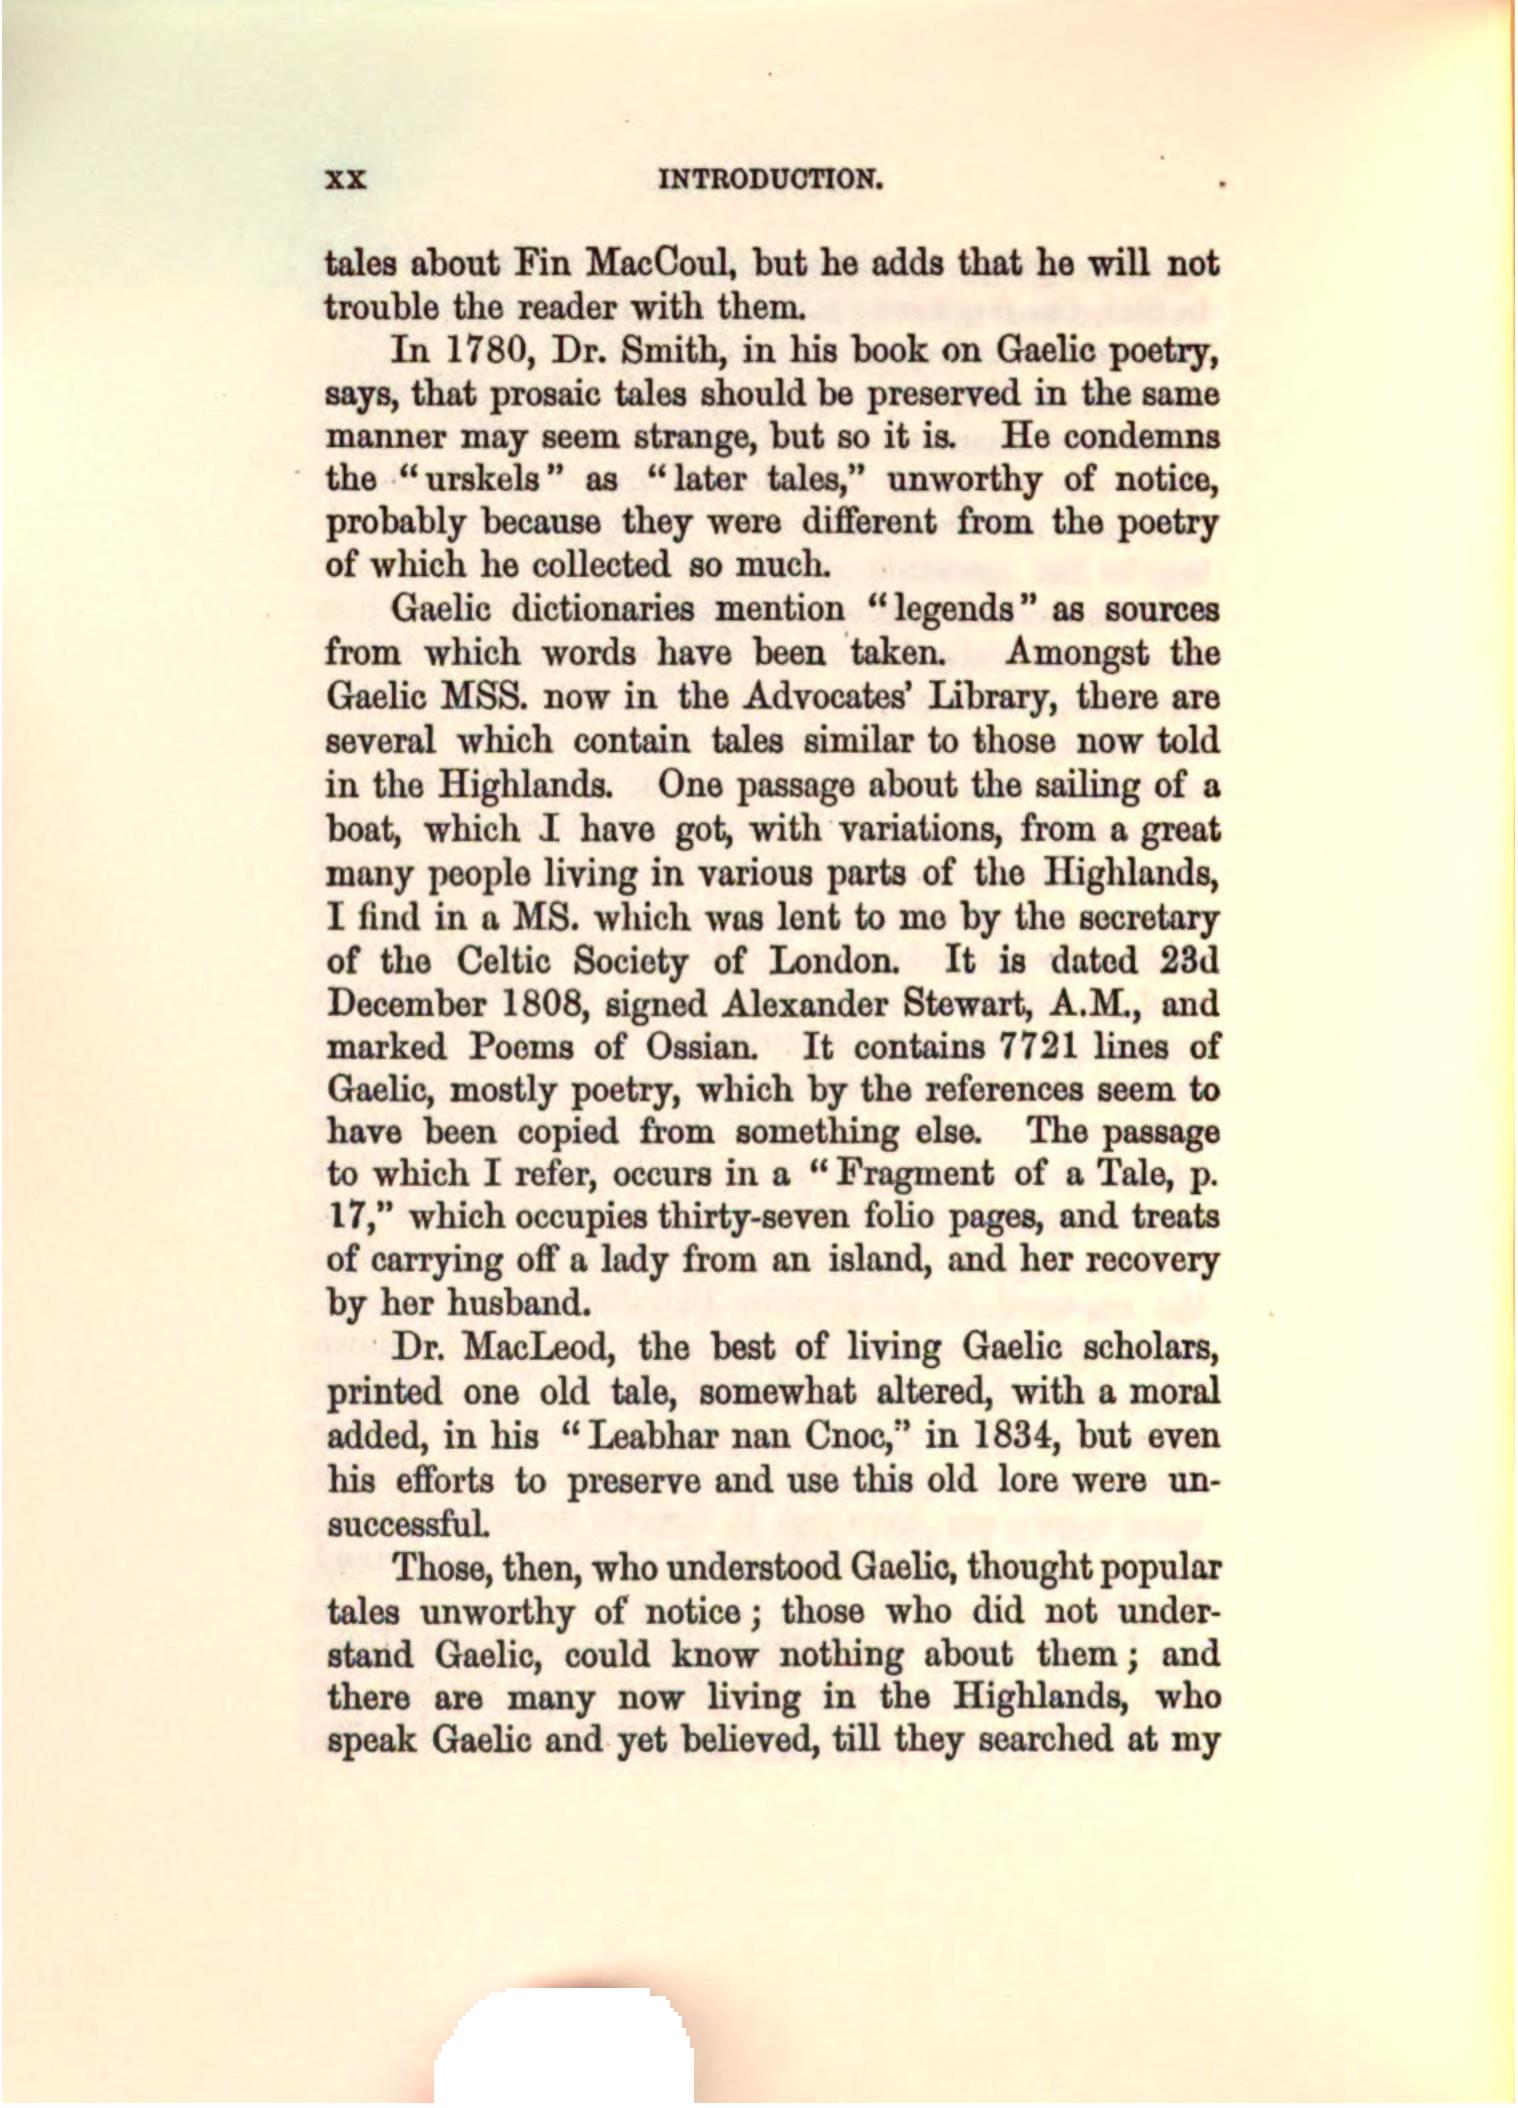 xx INTRODUCTION.
tales about Fin MacCoul, but he adds that he will not
trouble the reader with them.
In 1780, Dr. Smith, in his book on Gaelic poetry,
says, that prosaic tales should be preserved in the same
manner may seem strange, but so it is. He condemns
the “urskels” as “later tales,” unworthy of notice,
probably because they were different from the poetry
of which he collected so much.
Gaelic dictionaries mention “legends” as sources
from which words have been taken. Amongst the
Gaelic MSS. now in the Advocates’ Library, there are
several which contain tales similar to those now told
in the Highlands. One passage about the sailing of a
boat, which I have got, with variations, from a great
many people living in various parts of the Highlands,
I find in a MS. which was lent to me by the secretary
of the Celtic Society of London. It is dated 23d
December 1808, signed Alexander Stewart, A.M., and
marked Poems of Ossian. It contains 7721 lines of
Gaelic, mostly poetry, which by the references seem to
have been copied from something else. The passage
to which I refer, occurs in a “Fragment of a Tale, p.
17,” which occupies thirty-seven folio pages, and treats
of carrying off a lady from an island, and her recovery
by her husband.
Dr. MacLeod, the best of living Gaelic scholars,
printed one old tale, somewhat altered, with a moral
added, in his “Leabhar nan Cnoc,” in 1834, but even
his efforts to preserve and use this old lore were un-
successful.
Those, then, who understood Gaelic, thought popular
tales unworthy of notice; those who did not under-
stand Gaelic, could know nothing about them; and
there are many now living in the Highlands, who
speak Gaelic and yet believed, till they searched at my